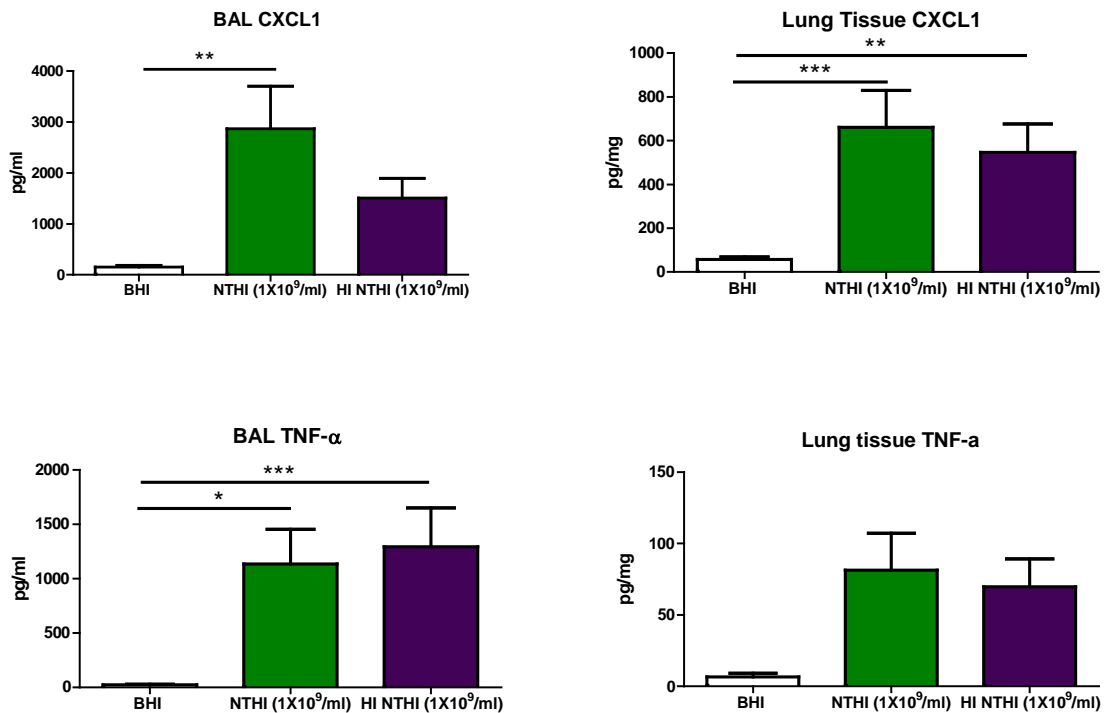 BAL CXCL1
**
4000
3000
2000
1000
0
pg/ml
BHI
NTHI (1X10⁹/ml)
HI NTHI (1X10⁹/ml)
Lung Tissue CXCL1
**
***
1000
800
600
400
200
0
pg/mg
BHI
NTHI (1X10⁹/ml)
HI NTHI (1X10⁹/ml)
BAL TNF-α
***
*
2000
1500
1000
500
0
pg/ml
BHI
NTHI (1X10⁹/ml)
HI NTHI (1X10⁹/ml)
Lung tissue TNF-a
150
100
50
0
pg/mg
BHI
NTHI (1X10⁹/ml)
HI NTHI (1X10⁹/ml)